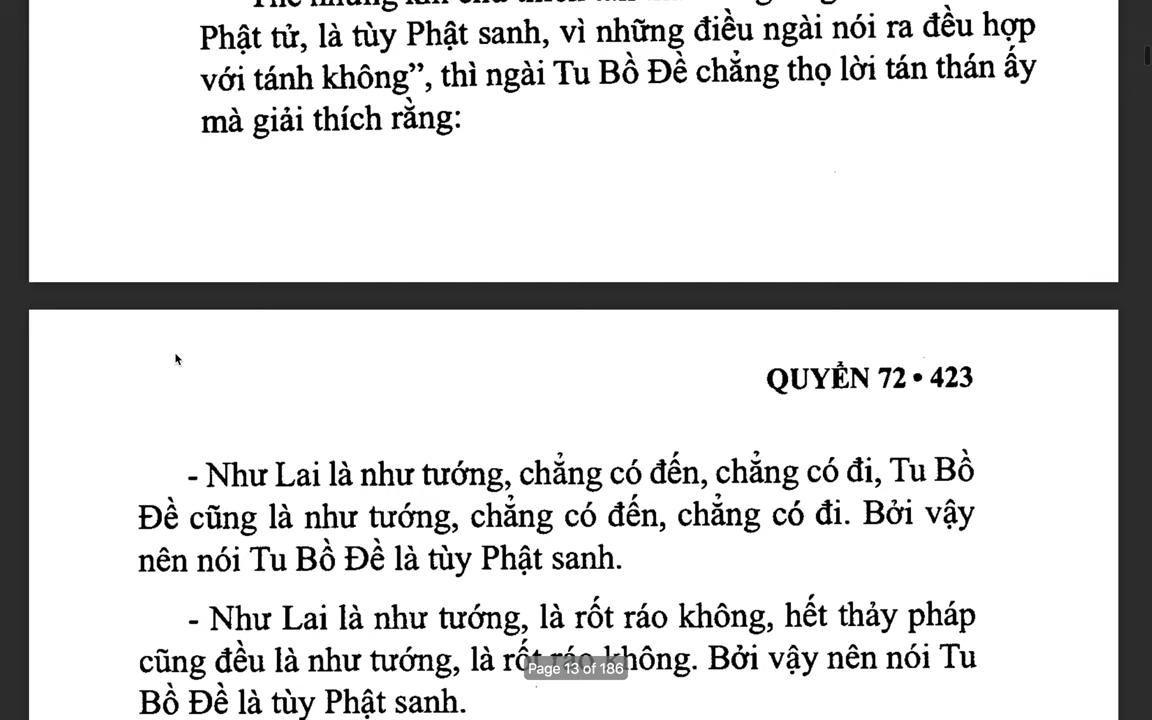 Phật tử, là tùy Phật sanh, vì những điều ngài nói ra đều hợp
với tánh không”, thì ngài Tu Bồ Đề chẳng thọ lời tán thán ấy
mà giải thích rằng:
QUYỂN 72 • 423
- Như Lai là như tướng, chẳng có đến, chẳng có đi, Tu Bồ
Đề cũng là như tướng, chẳng có đến, chẳng có đi. Bởi vậy
nên nói Tu Bồ Đề là tùy Phật sanh.
- Như Lai là như tướng, là rốt ráo không, hết thảy pháp
cũng đều là như tướng, là rốt ráo không. Bởi vậy nên nói Tu
Page 13 of 186
Bồ Đề là tùy Phật sanh.